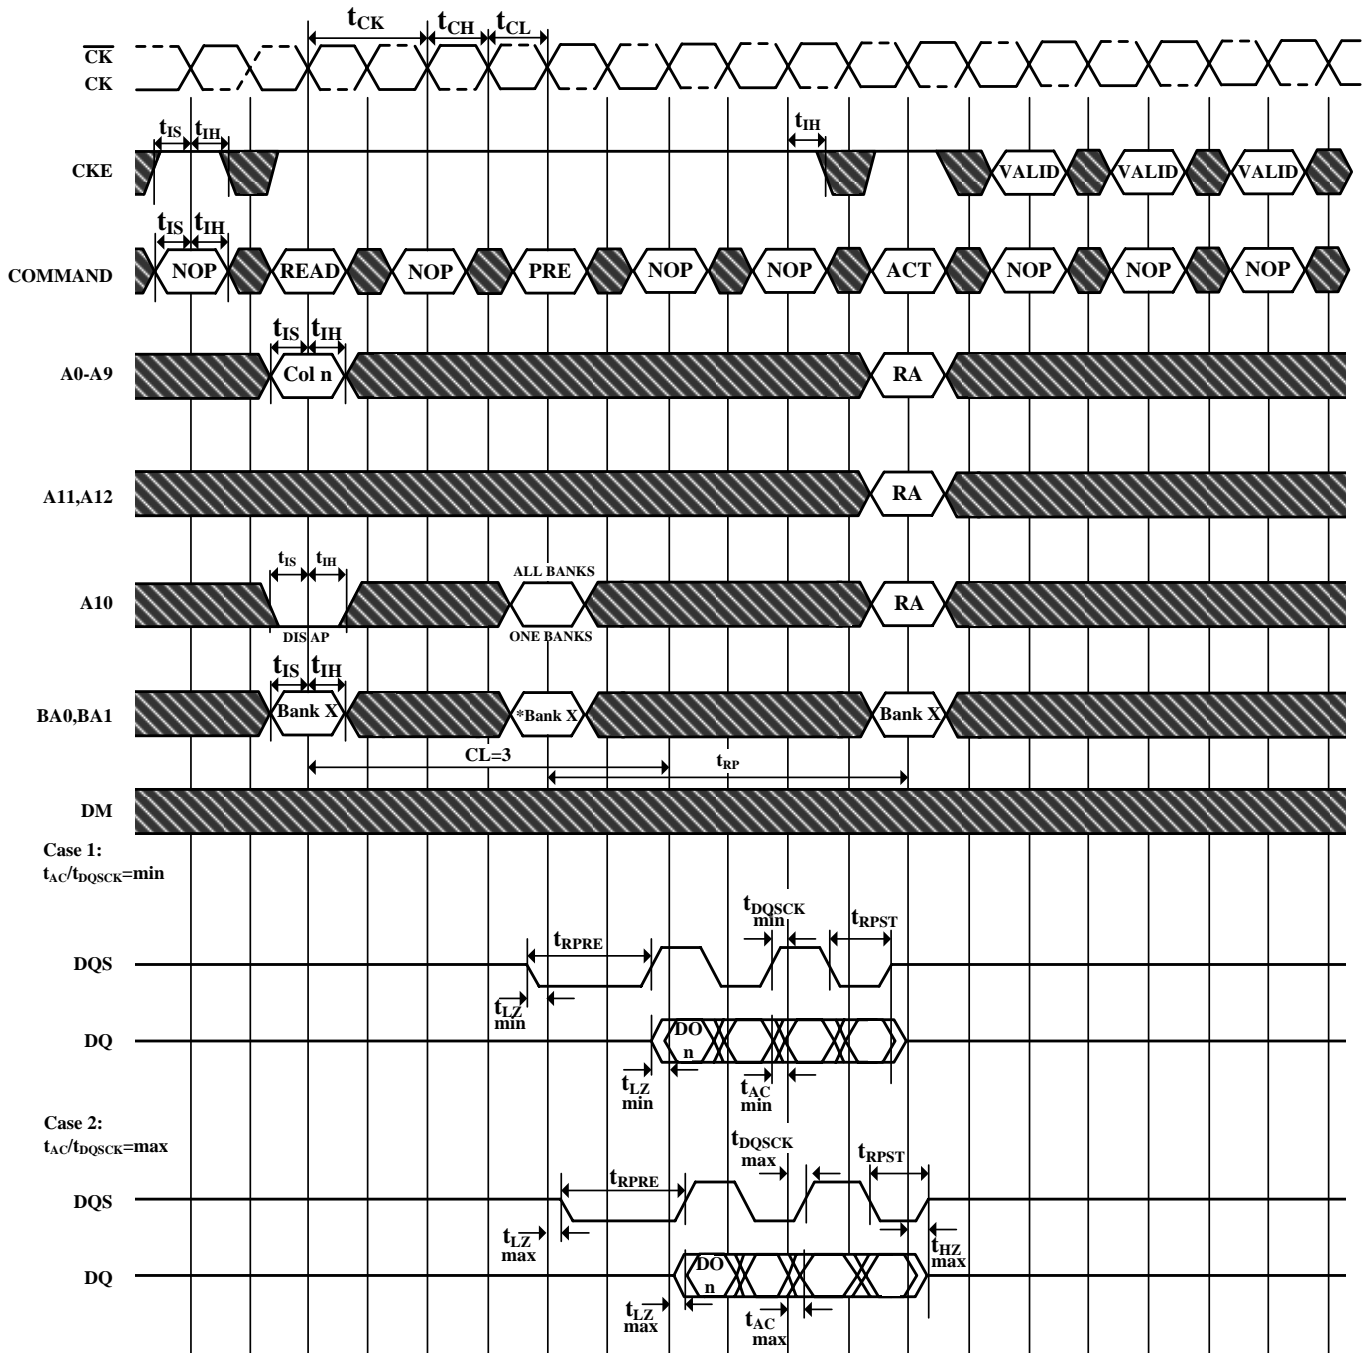 tCK tCH tCL
CK
CK
tIS tIH tIH
CKE VALID VALID VALID
tIS tIH
COMMAND NOP READ NOP PRE NOP NOP ACT NOP NOP NOP
tIS tIH
A0-A9 Col n RA
A11,A12 RA
tIS tIH ALL BANKS
A10 RA
DIS AP ONE BANKS
tIS tIH
BA0,BA1 Bank X *Bank X Bank X
CL=3 tRP
DM
Case 1:
tAC/tDQSCK=min
tDQSCK min tRPST
tRPRE
DQS
tLZ min
DQ DO n
tLZ min tAC min
Case 2:
tAC/tDQSCK=max
tDQSCK max tRPST
tRPRE
DQS
tLZ max tHZ max
DQ DO n
tLZ max tAC max